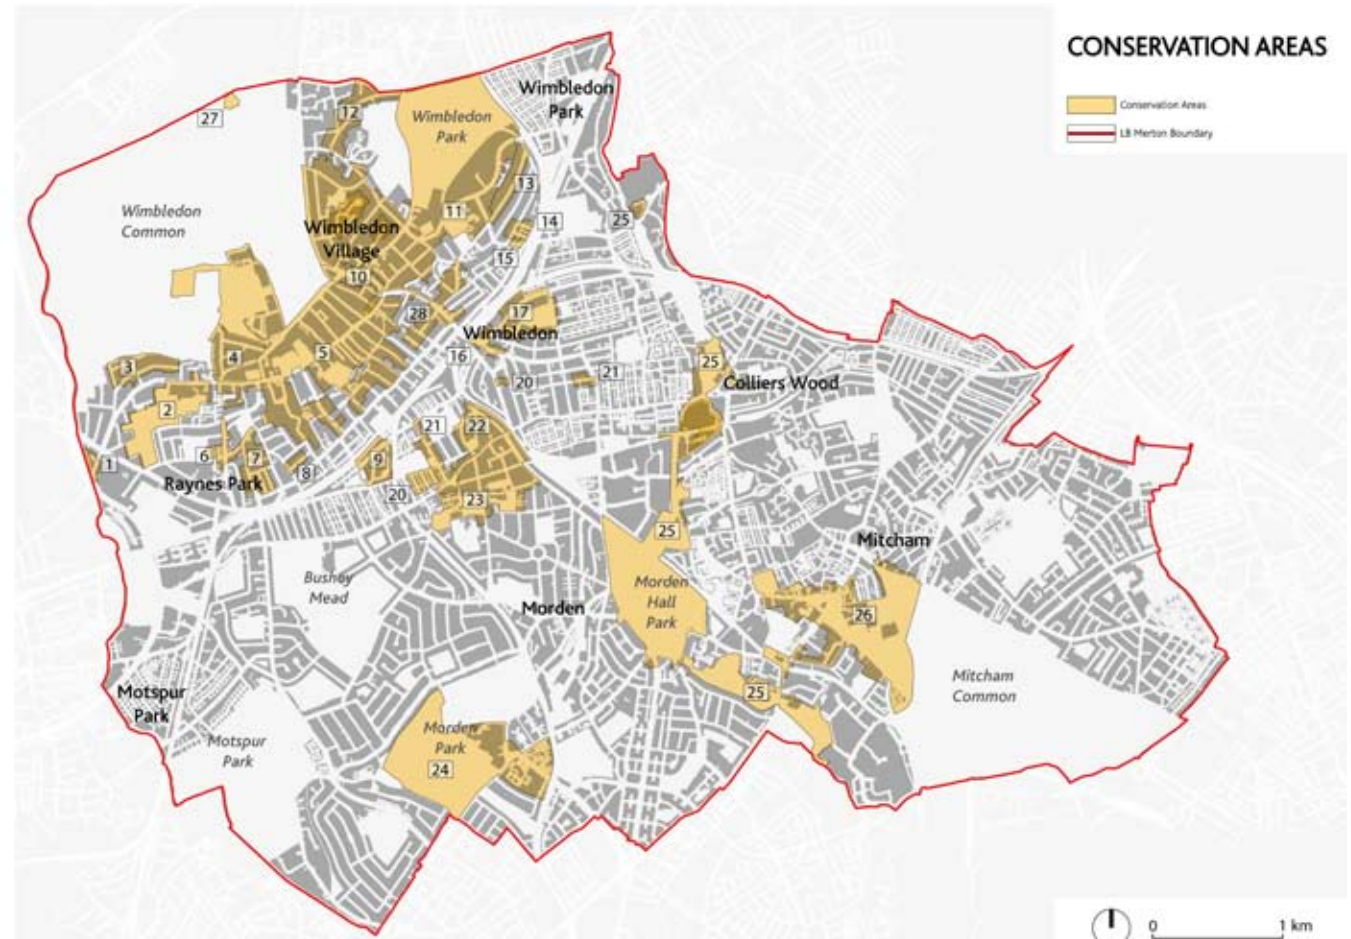 CONSERVATION AREAS
Conservation Areas
LB Merton Boundary
Wimbledon
Park
27
12
Wimbledon
Park
13
Wimbledon
Common
11
14
25
Wimbledon
Village
15
10
28
17
Wimbledon
16
3
4
5
25
20
21
Colliers Wood
2
21
22
6
7
9
1
8
Raynes Park
20
23
25
Mitcham
Bushey
Mead
Morden
Hall
Park
Morden
26
Mitcham
Common
Motspur
Park
25
Motspur
Park
Morden
Park
24
0
1 km